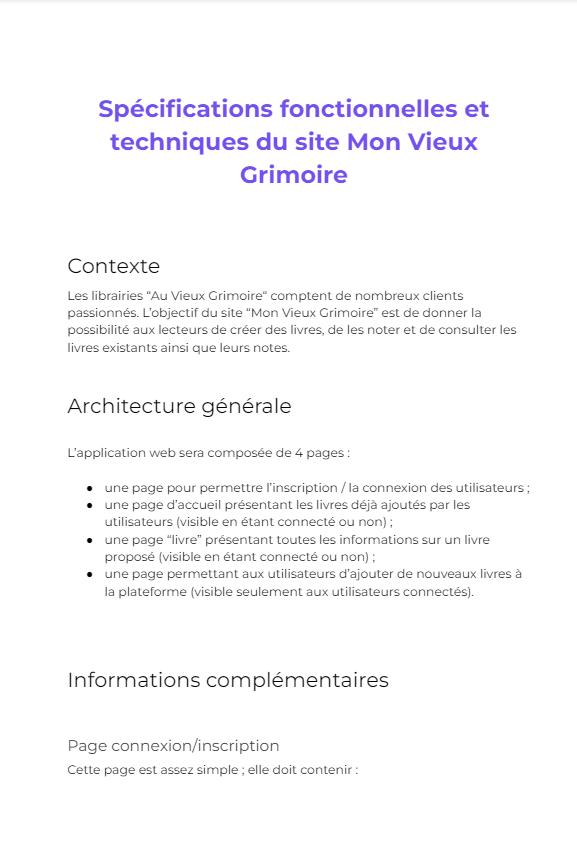 Spécifications fonctionnelles et
techniques du site Mon Vieux
Grimoire
Contexte
Les librairies “Au Vieux Grimoire“ comptent de nombreux clients
passionnés. L’objectif du site “Mon Vieux Grimoire” est de donner la
possibilité aux lecteurs de créer des livres, de les noter et de consulter les
livres existants ainsi que leurs notes.
Architecture générale
L’application web sera composée de 4 pages :
● une page pour permettre l’inscription / la connexion des utilisateurs ;
● une page d’accueil présentant les livres déjà ajoutés par les
utilisateurs (visible en étant connecté ou non) ;
● une page “livre” présentant toutes les informations sur un livre
proposé (visible en étant connecté ou non) ;
● une page permettant aux utilisateurs d’ajouter de nouveaux livres à
la plateforme (visible seulement aux utilisateurs connectés).
Informations complémentaires
Page connexion/inscription
Cette page est assez simple ; elle doit contenir :